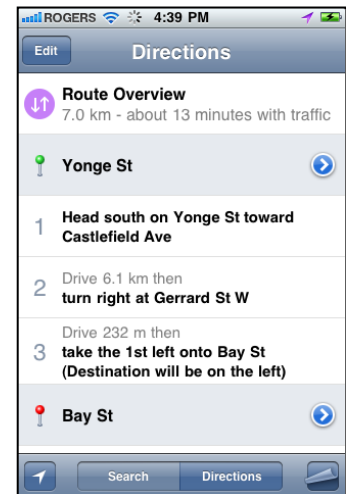 ROGERS 4:39 PM
Edit Directions
Route Overview
7.0 km - about 13 minutes with traffic
Yonge St
1 Head south on Yonge St toward
Castlefield Ave
Drive 6.1 km then
2 turn right at Gerrard St W
Drive 232 m then
3 take the 1st left onto Bay St
(Destination will be on the left)
Bay St
Search Directions